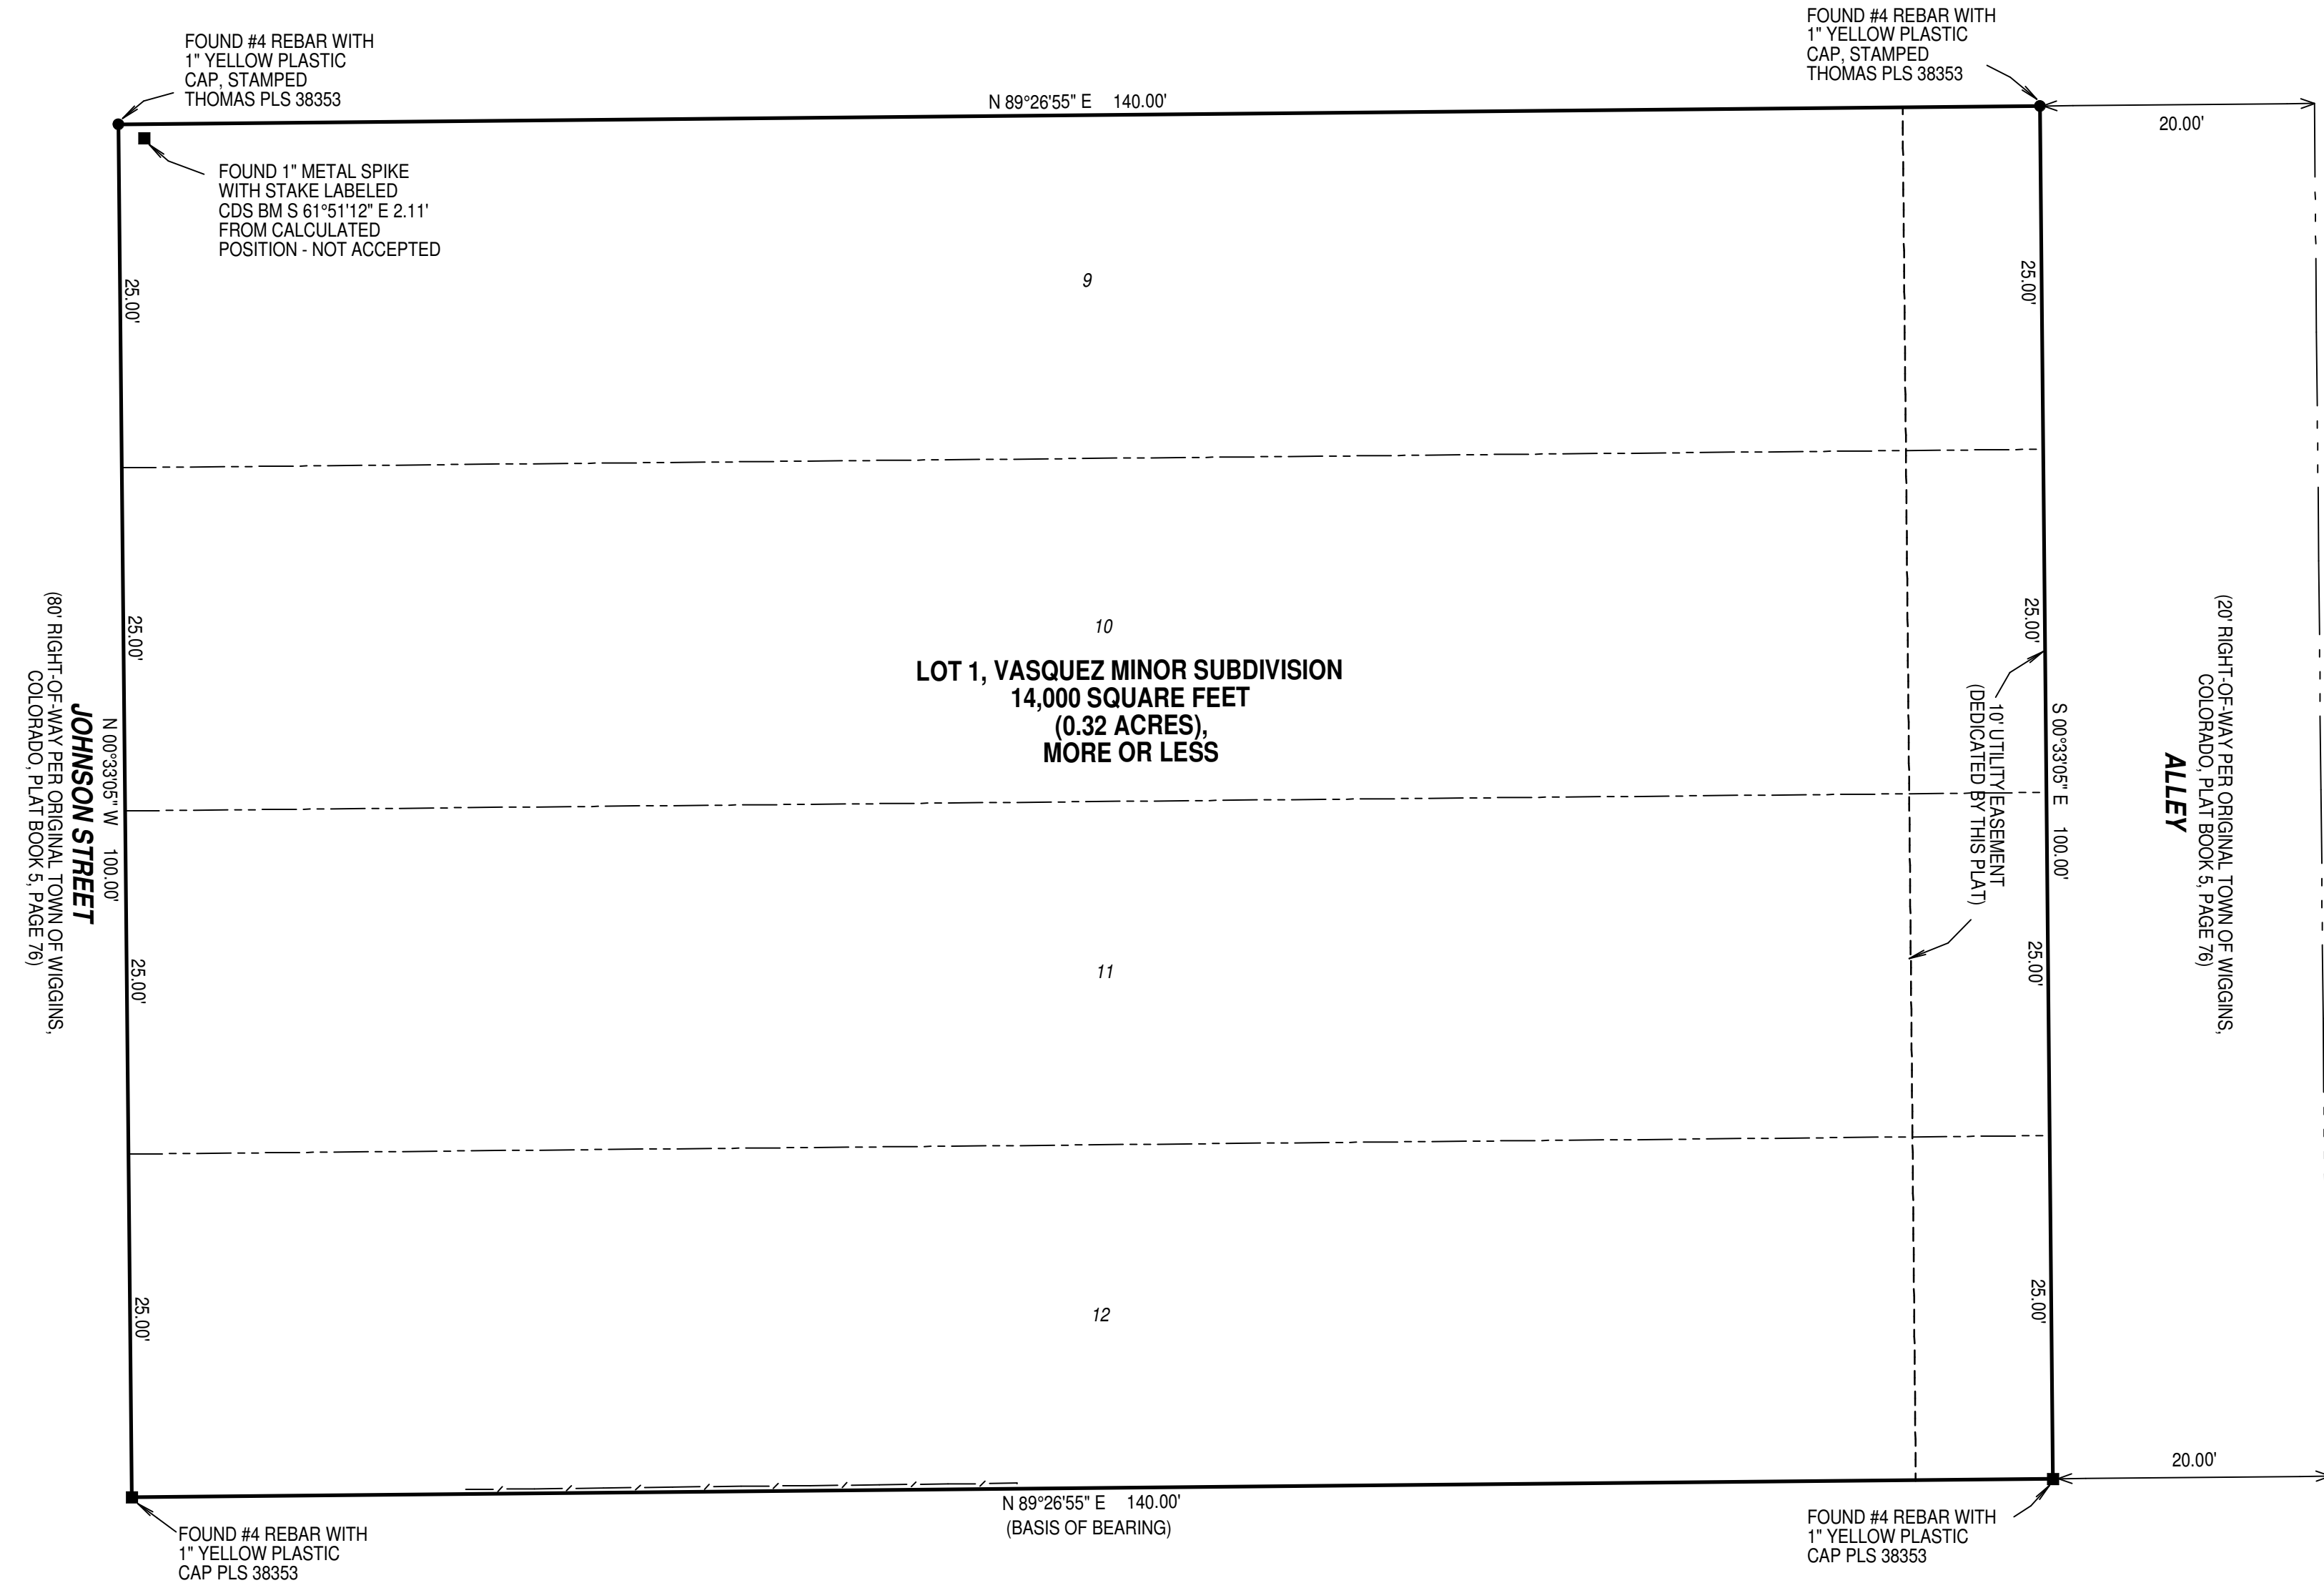 FOUND #4 REBAR WITH
1" YELLOW PLASTIC
CAP, STAMPED
THOMAS PLS 38353
N 89°26'55" E 140.00'
FOUND #4 REBAR WITH
1" YELLOW PLASTIC
CAP, STAMPED
THOMAS PLS 38353
20.00'
FOUND 1" METAL SPIKE
WITH STAKE LABELED
CDS BM S 61°51'12" E 2.11'
FROM CALCULATED
POSITION - NOT ACCEPTED
25.00'
9
25.00'
25.00'
10
25.00'
LOT 1, VASQUEZ MINOR SUBDIVISION
14,000 SQUARE FEET
(0.32 ACRES),
MORE OR LESS
N 00°33'05" W 100.00'
JOHNSON STREET
(80' RIGHT-OF-WAY PER ORIGINAL TOWN OF WIGGINS,
COLORADO, PLAT BOOK 5, PAGE 76)
10' UTILITY EASEMENT
(DEDICATED BY THIS PLAT)
S 00°33'05" E 100.00'
(20' RIGHT-OF-WAY PER ORIGINAL TOWN OF WIGGINS,
COLORADO, PLAT BOOK 5, PAGE 76)
ALLEY
25.00'
11
25.00'
25.00'
12
25.00'
20.00'
N 89°26'55" E 140.00'
(BASIS OF BEARING)
FOUND #4 REBAR WITH
1" YELLOW PLASTIC
CAP PLS 38353
FOUND #4 REBAR WITH
1" YELLOW PLASTIC
CAP PLS 38353